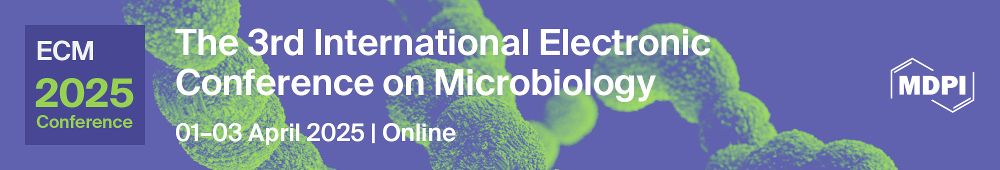 ECM
2025
Conference
The 3rd International Electronic
Conference on Microbiology
01–03 April 2025 | Online
MDPI